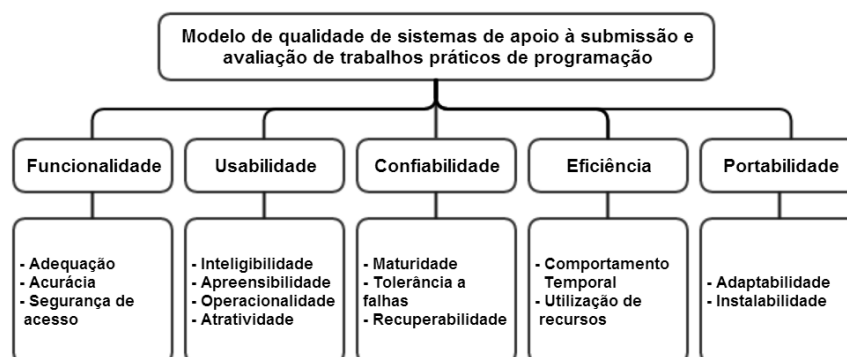 Modelo de qualidade de sistemas de apoio à submissão e
avaliação de trabalhos práticos de programação
Funcionalidade
Usabilidade
Confiabilidade
Eficiência
Portabilidade
- Adequação
- Acurácia
- Segurança de
acesso
- Inteligibilidade
- Apreensibilidade
- Operacionalidade
- Atratividade
- Maturidade
- Tolerância a
falhas
- Recuperabilidade
- Comportamento
Temporal
- Utilização de
recursos
- Adaptabilidade
- Instalabilidade